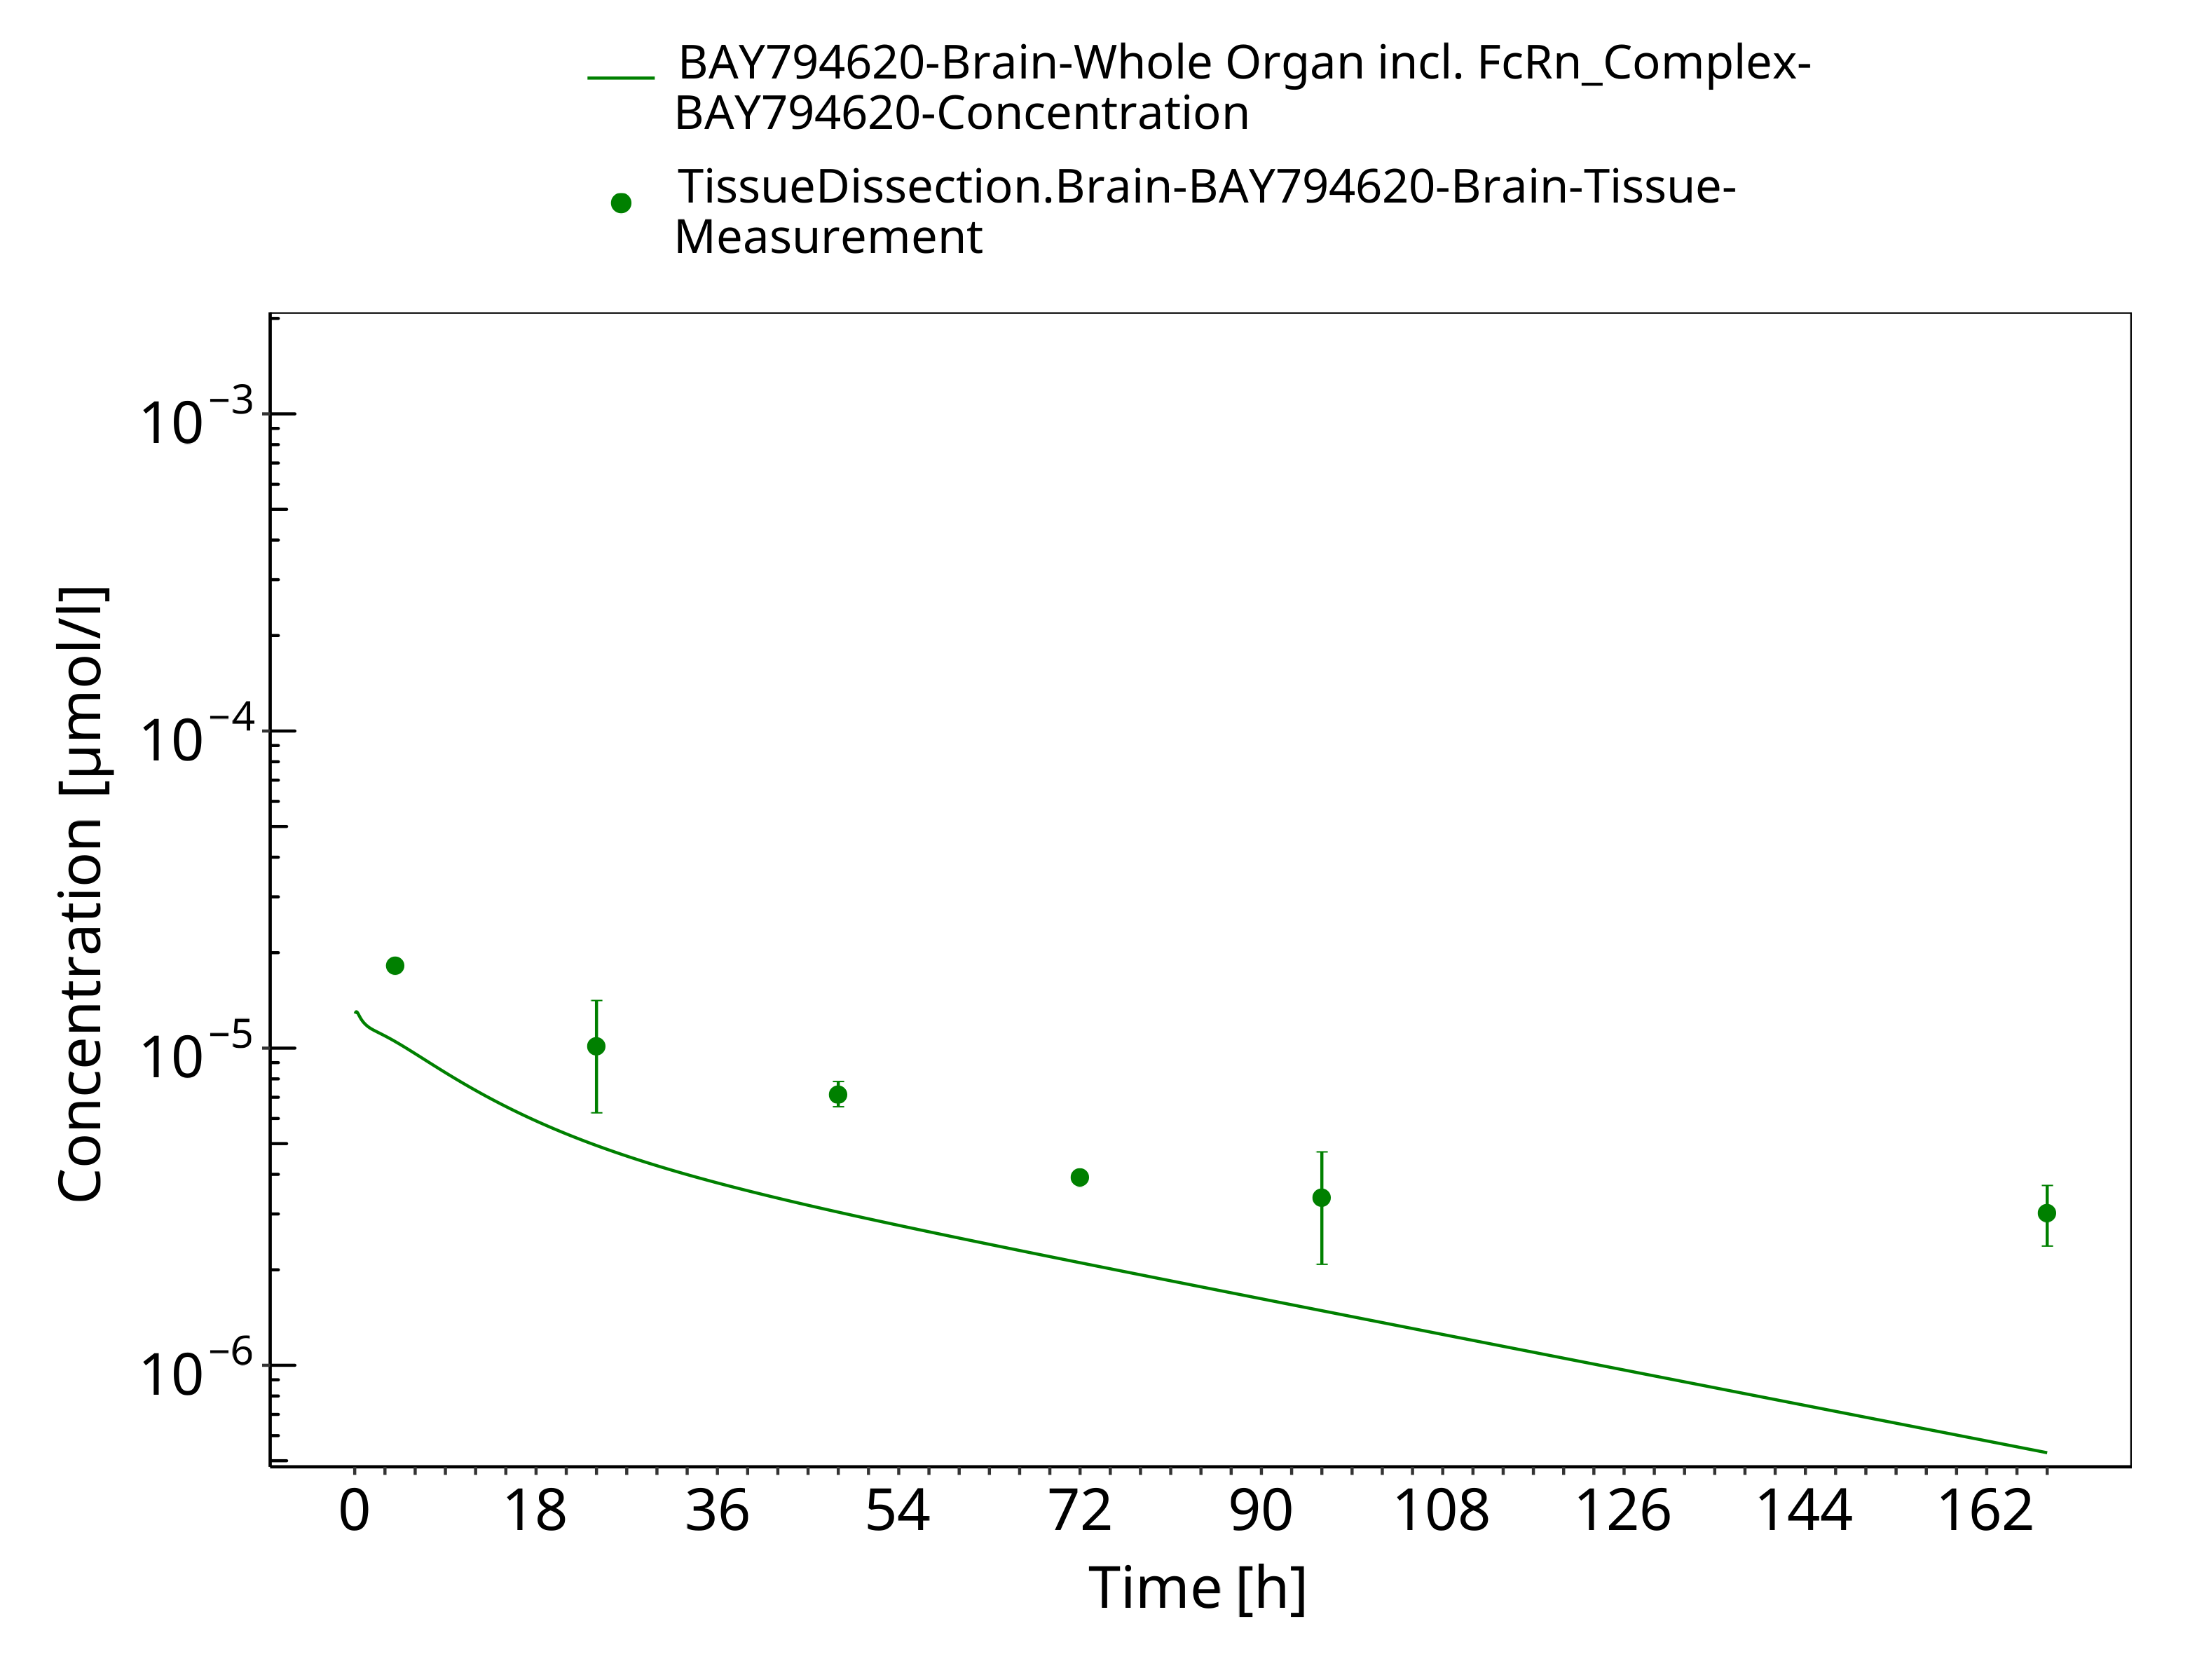 BAY794620-Brain-Whole Organ incl. FcRn_Complex-
BAY794620-Concentration
TissueDissection.Brain-BAY794620-Brain-Tissue-
Measurement
Concentration [µmol/l]
10⁻³
10⁻⁴
10⁻⁵
10⁻⁶
0 18 36 54 72 90 108 126 144 162
Time [h]